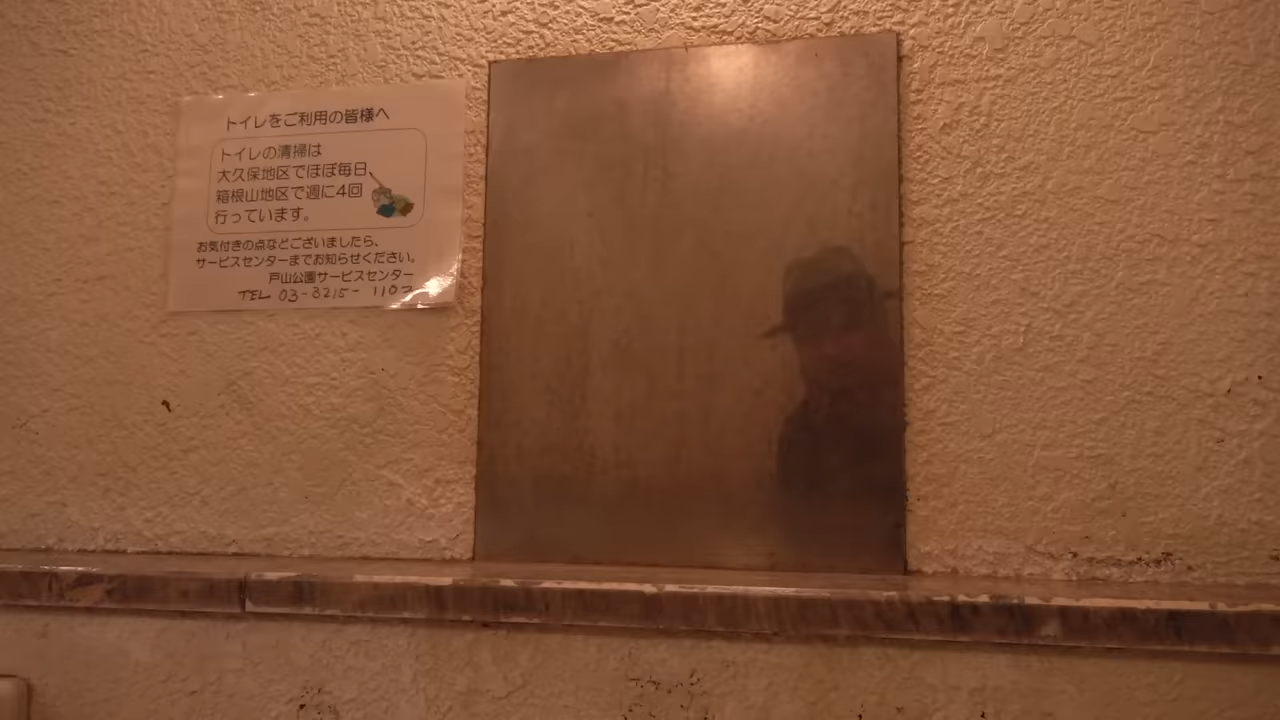 トイレをご利用の皆様へ
トイレの清掃は
大久保地区でほぼ毎日、
箱根山地区で週に4回
行っています。
お気付きの点などございましたら、
サービスセンターまでお知らせください。
戸山公園サービスセンター
TEL 03-3215-